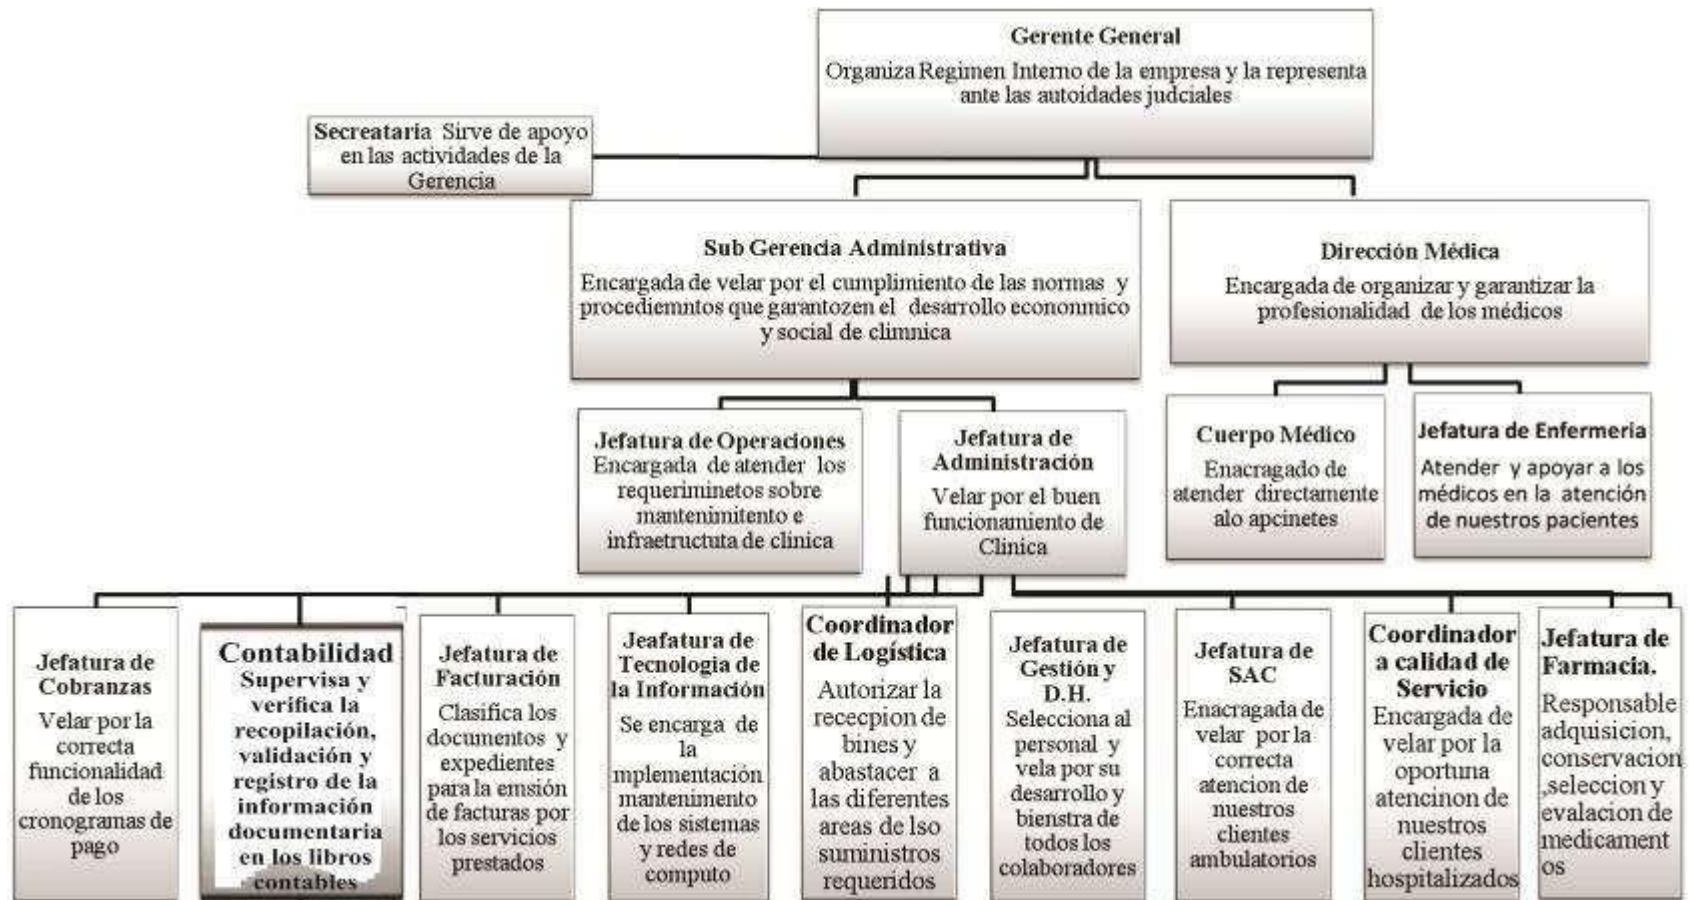 Gerente General
Organiza Regimen Interno de la empresa y la representa
ante las autoidades judiciales
Secreataria Sirve de apoyo
en las actividades de la
Gerencia
Sub Gerencia Administrativa
Encargada de velar por el cumplimiento de las normas y
procediemntos que garantozen el desarrollo econonmico
y social de climnica
Dirección Médica
Encargada de organizar y garantizar la
profesionalidad de los médicos
Jefatura de Operaciones
Encargada de atender los
requeriminetos sobre
mantenimitento e
infraetructuta de clinica
Jefatura de
Administración
Velar por el buen
funcionamiento de
Clinica
Cuerpo Médico
Enacragado de
atender directamente
alo apcinetes
Jefatura de Enfermeria
Atender y apoyar a los
médicos en la atención
de nuestros pacientes
Jefatura de
Cobranzas
Velar por la
correcta
funcionalidad
de los
cronogramas de
pago
Contabilidad
Supervisa y
verifica la
recopilación,
validación y
registro de la
información
documentaria
en los libros
contables
Jefatura de
Facturación
Clasifica los
documentos y
expedientes
para la emsión
de facturas por
los servicios
prestados
Jeafatura de
Tecnologia de
la Información
Se encarga de
la
mplementación
mantenimento
de los sistemas
y redes de
computo
Coordinador
de Logística
Autorizar la
rececpion de
bines y
abastacer a
las diferentes
areas de lso
suministros
requeridos
Jefatura de
Gestión y
D.H.
Selecciona al
personal y
vela por su
desarrollo y
bienstra de
todos los
colaboradores
Jefatura de
SAC
Enacragada de
velar por la
correcta
atencion de
nuestros
clientes
ambulatorios
Coordinador
a calidad de
Servicio
Encargada de
velar por la
oportuna
atencinon de
nuestros
clientes
hospitalizados
Jefatura de
Farmacia.
Responsable
adquisicion,
conservacion
,seleccion y
evalacion de
medicament
os